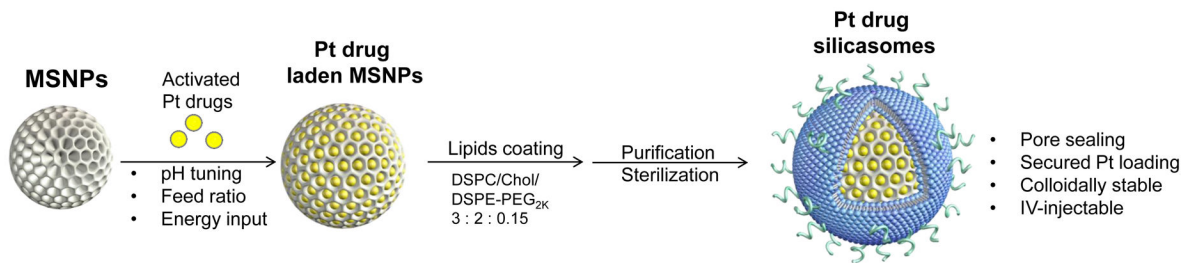 MSNPs
Activated
Pt drugs
• pH tuning
• Feed ratio
• Energy input
Pt drug
laden MSNPs
Lipids coating
DSPC/Chol/
DSPE-PEG2K
3 : 2 : 0.15
Purification
Sterilization
Pt drug
silicasomes
• Pore sealing
• Secured Pt loading
• Colloidally stable
• IV-injectable